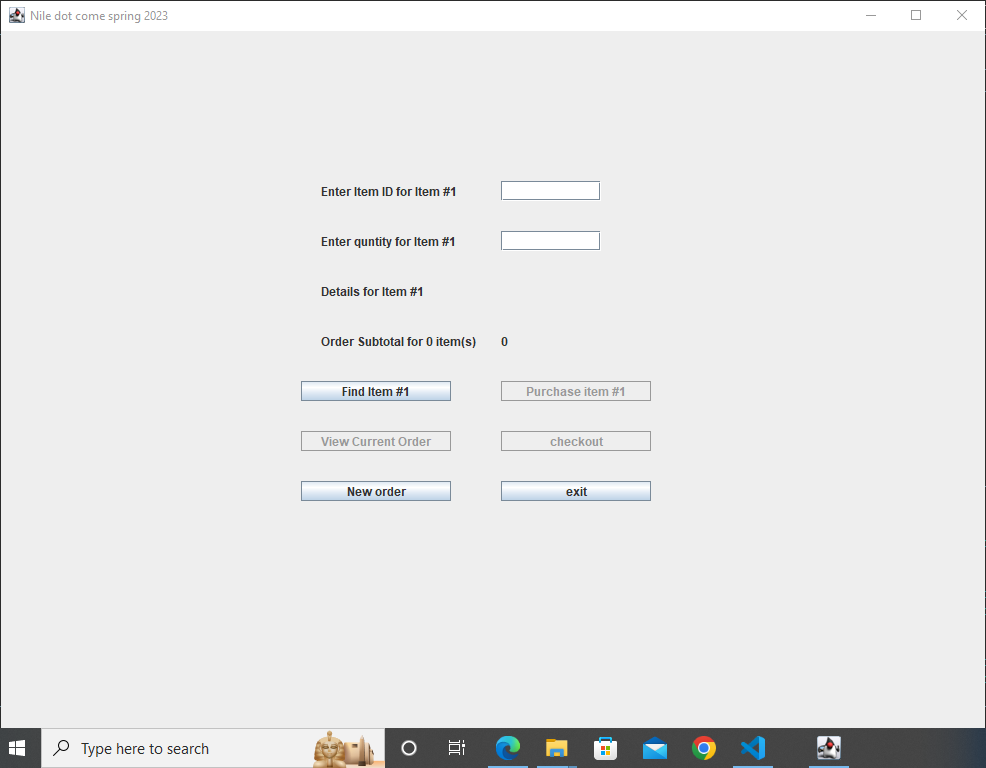 Nile dot come spring 2023
Enter Item ID for Item #1
Enter quntity for Item #1
Details for Item #1
Order Subtotal for 0 item(s) 0
Find Item #1 Purchase item #1
View Current Order checkout
New order exit
Type here to search